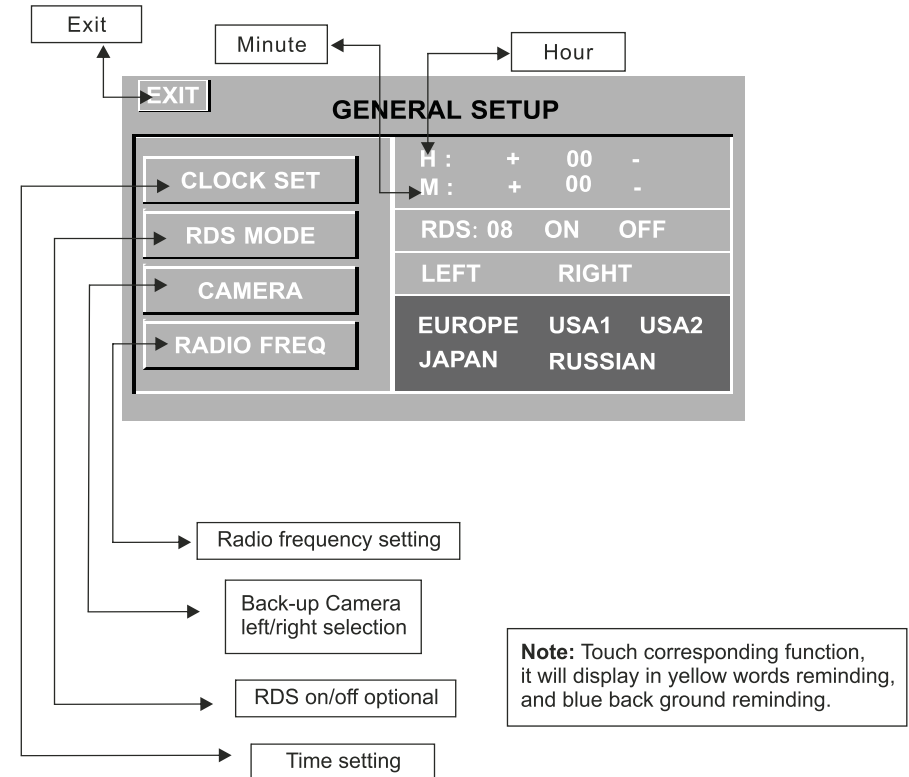 Exit
Minute
Hour
EXIT
GENERAL SETUP
CLOCK SET
H : + 00 -
M : + 00 -
RDS MODE
RDS: 08 ON OFF
CAMERA
LEFT RIGHT
RADIO FREQ
EUROPE USA1 USA2
JAPAN RUSSIAN
Radio frequency setting
Back-up Camera
left/right selection
Note: Touch corresponding function,
it will display in yellow words reminding,
and blue back ground reminding.
RDS on/off optional
Time setting